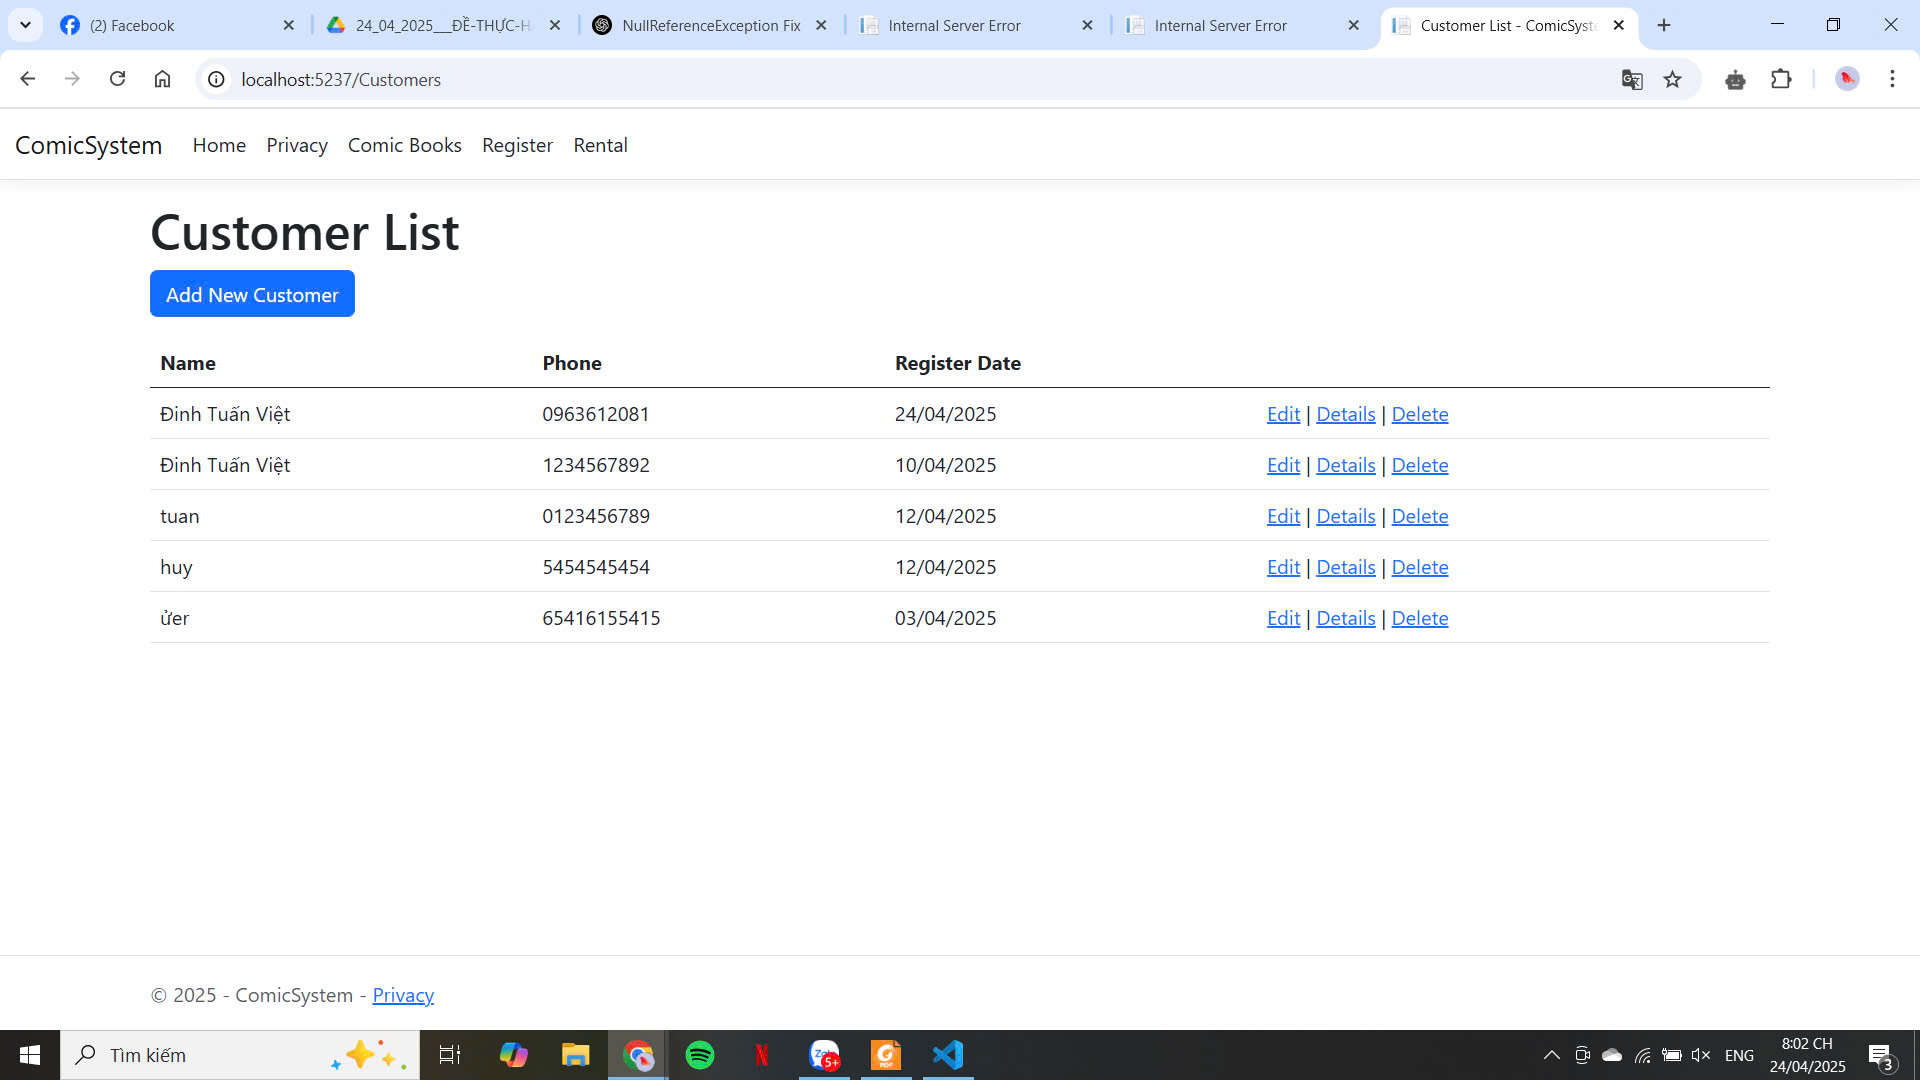 (2) Facebook
24_04_2025__ĐỀ-THỰC-H
NullReferenceException Fix
Internal Server Error
Internal Server Error
Customer List - ComicSyste
localhost:5237/Customers
ComicSystem Home Privacy Comic Books Register Rental
Customer List
Add New Customer
Name Phone Register Date
Đinh Tuấn Việt 0963612081 24/04/2025 Edit | Details | Delete
Đinh Tuấn Việt 1234567892 10/04/2025 Edit | Details | Delete
tuan 0123456789 12/04/2025 Edit | Details | Delete
huy 5454545454 12/04/2025 Edit | Details | Delete
ửer 65416155415 03/04/2025 Edit | Details | Delete
© 2025 - ComicSystem - Privacy
Tìm kiếm
5+
ENG
8:02 CH
24/04/2025
3